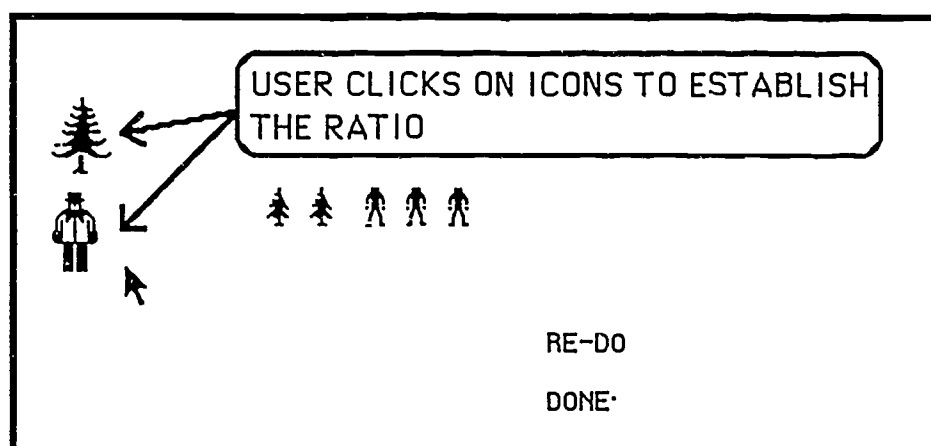 USER CLICKS ON ICONS TO ESTABLISH
THE RATIO
RE-DO
DONE